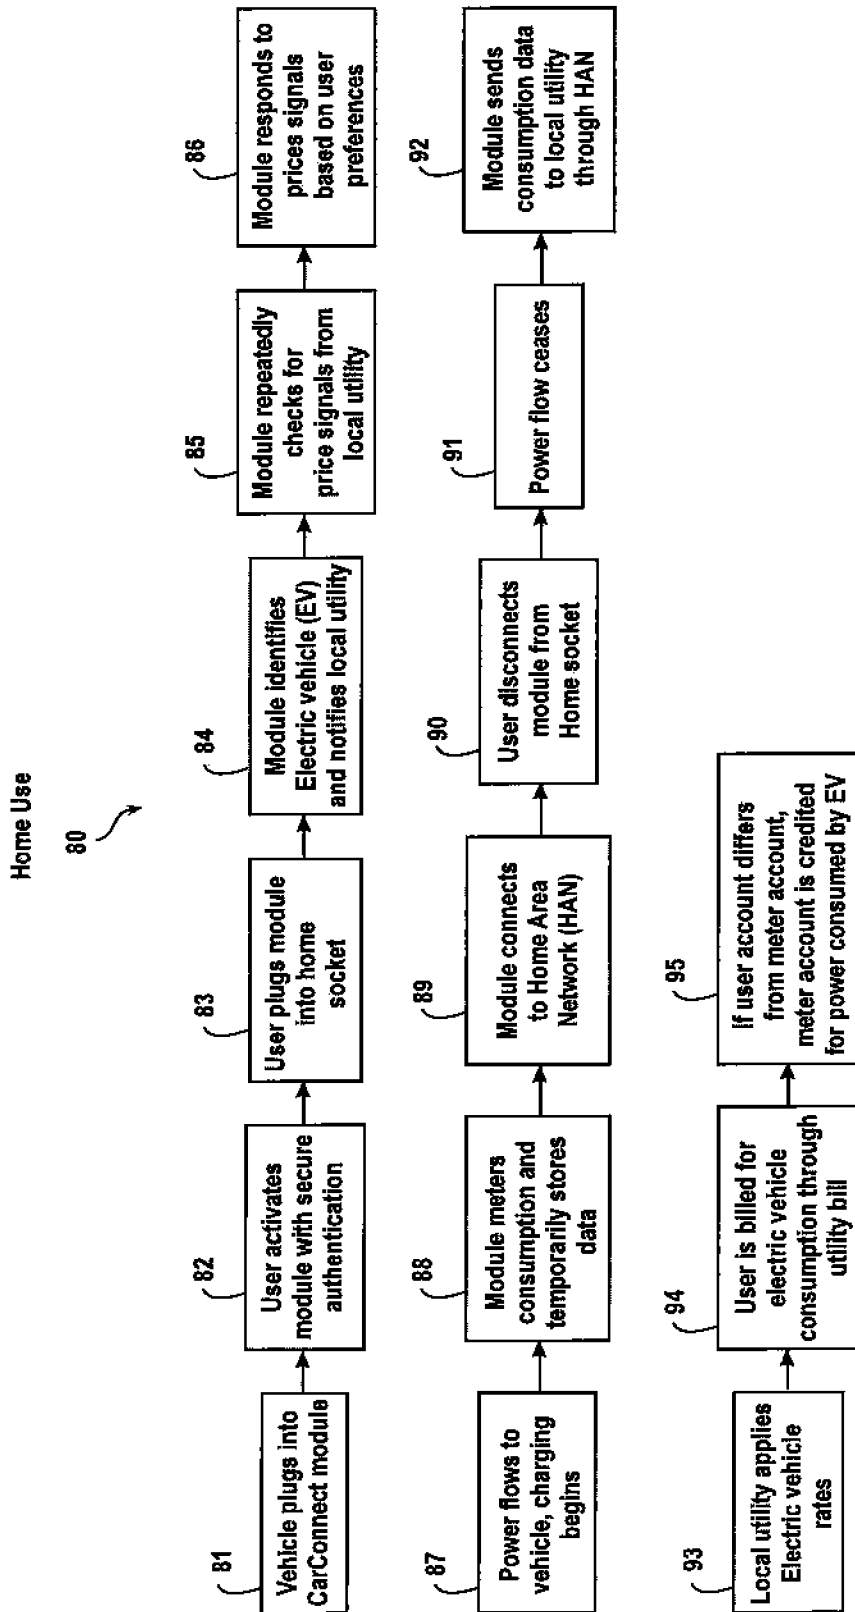 Home Use
80
81
Vehicle plugs into
CarConnect module
82
User activates
module with secure
authentication
83
User plugs module
into home
socket
84
Module identifies
Electric vehicle (EV)
and notifies local utility
85
Module repeatedly
checks for
price signals from
local utility
86
Module responds to
prices signals
based on user
preferences
87
Power flows to
vehicle, charging
begins
88
Module meters
consumption and
temporarily stores
data
89
Module connects
to Home Area
Network (HAN)
90
User disconnects
module from
Home socket
91
Power flow ceases
92
Module sends
consumption data
to local utility
through HAN
93
Local utility applies
Electric vehicle
rates
94
User is billed for
electric vehicle
consumption through
utility bill
95
If user account differs
from meter account,
meter account is credited
for power consumed by EV